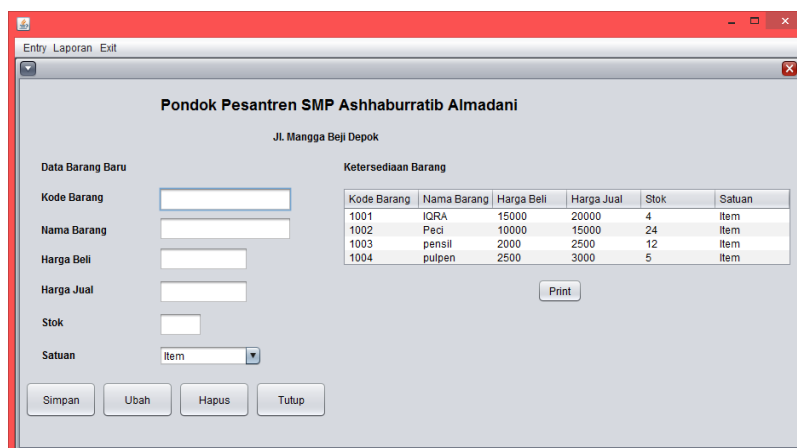 Entry Laporan Exit
Pondok Pesantren SMP Ashhaburratib Almadani
Jl. Mangga Beji Depok
Data Barang Baru
Kode Barang
Nama Barang
Harga Beli
Harga Jual
Stok
Satuan Item
Simpan Ubah Hapus Tutup
Ketersediaan Barang
Kode Barang Nama Barang Harga Beli Harga Jual Stok Satuan
1001 IQRA 15000 20000 4 Item
1002 Peci 10000 15000 24 Item
1003 pensil 2000 2500 12 Item
1004 pulpen 2500 3000 5 Item
Print